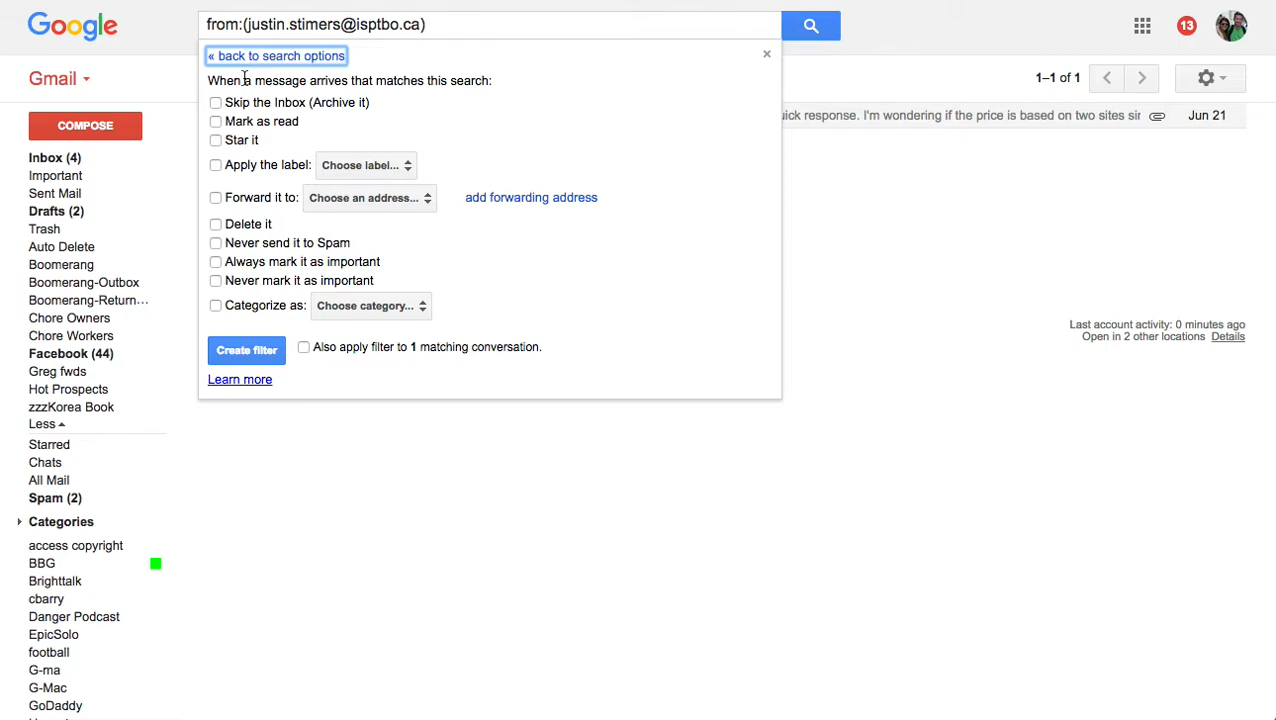 Google
from:(justin.stimers@isptbo.ca)
13
« back to search options
×
When a message arrives that matches this search:
Skip the Inbox (Archive it)
Mark as read
Star it
Apply the label: Choose label...
Forward it to: Choose an address... add forwarding address
Delete it
Never send it to Spam
Always mark it as important
Never mark it as important
Categorize as: Choose category...
Create filter Also apply filter to 1 matching conversation.
Learn more
Gmail
1–1 of 1
COMPOSE
uick response. I'm wondering if the price is based on two sites sir Jun 21
Last account activity: 0 minutes ago
Open in 2 other locations Details
Inbox (4)
Important
Sent Mail
Drafts (2)
Trash
Auto Delete
Boomerang
Boomerang-Outbox
Boomerang-Return…
Chore Owners
Chore Workers
Facebook (44)
Greg fwds
Hot Prospects
zzzKorea Book
Less
Starred
Chats
All Mail
Spam (2)
Categories
access copyright
BBG
Brighttalk
cbarry
Danger Podcast
EpicSolo
football
G-ma
G-Mac
GoDaddy